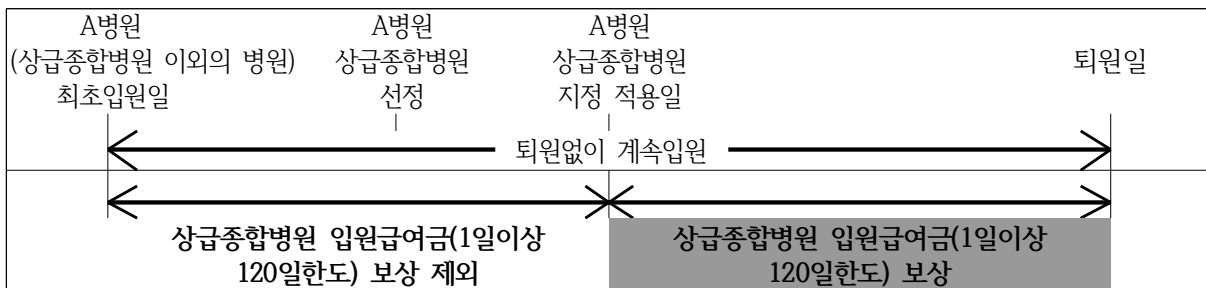 A병원
(상급종합병원 이외의 병원)
최초입원일
A병원
상급종합병원
선정
A병원
상급종합병원
지정 적용일
퇴원일
퇴원없이 계속입원
상급종합병원 입원급여금(1일이상
120일한도) 보상 제외
상급종합병원 입원급여금(1일이상
120일한도) 보상